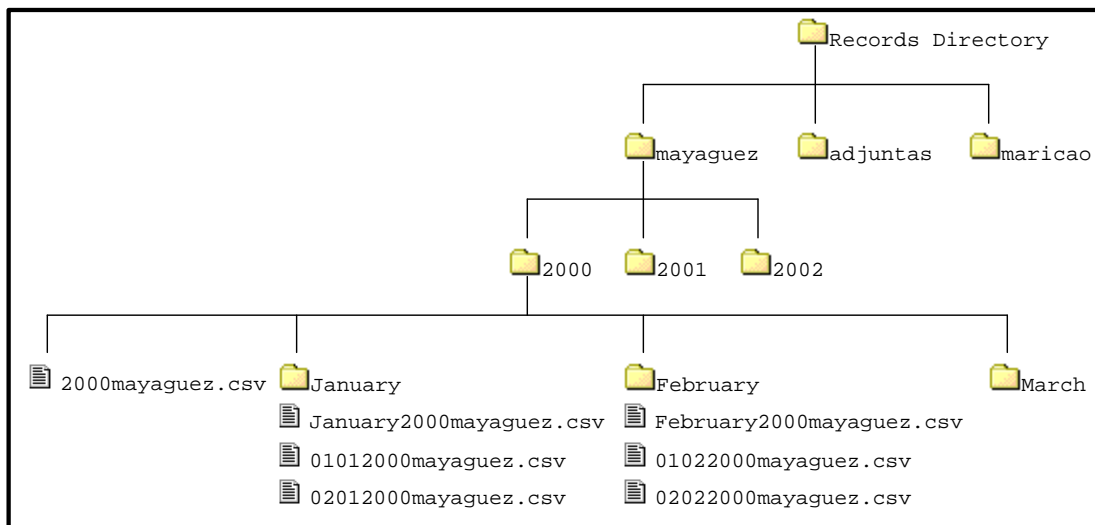 Records Directory
mayaguez
adjuntas
maricao
2000
2001
2002
2000mayaguez.csv
January
February
March
January2000mayaguez.csv
February2000mayaguez.csv
01012000mayaguez.csv
01022000mayaguez.csv
02012000mayaguez.csv
02022000mayaguez.csv